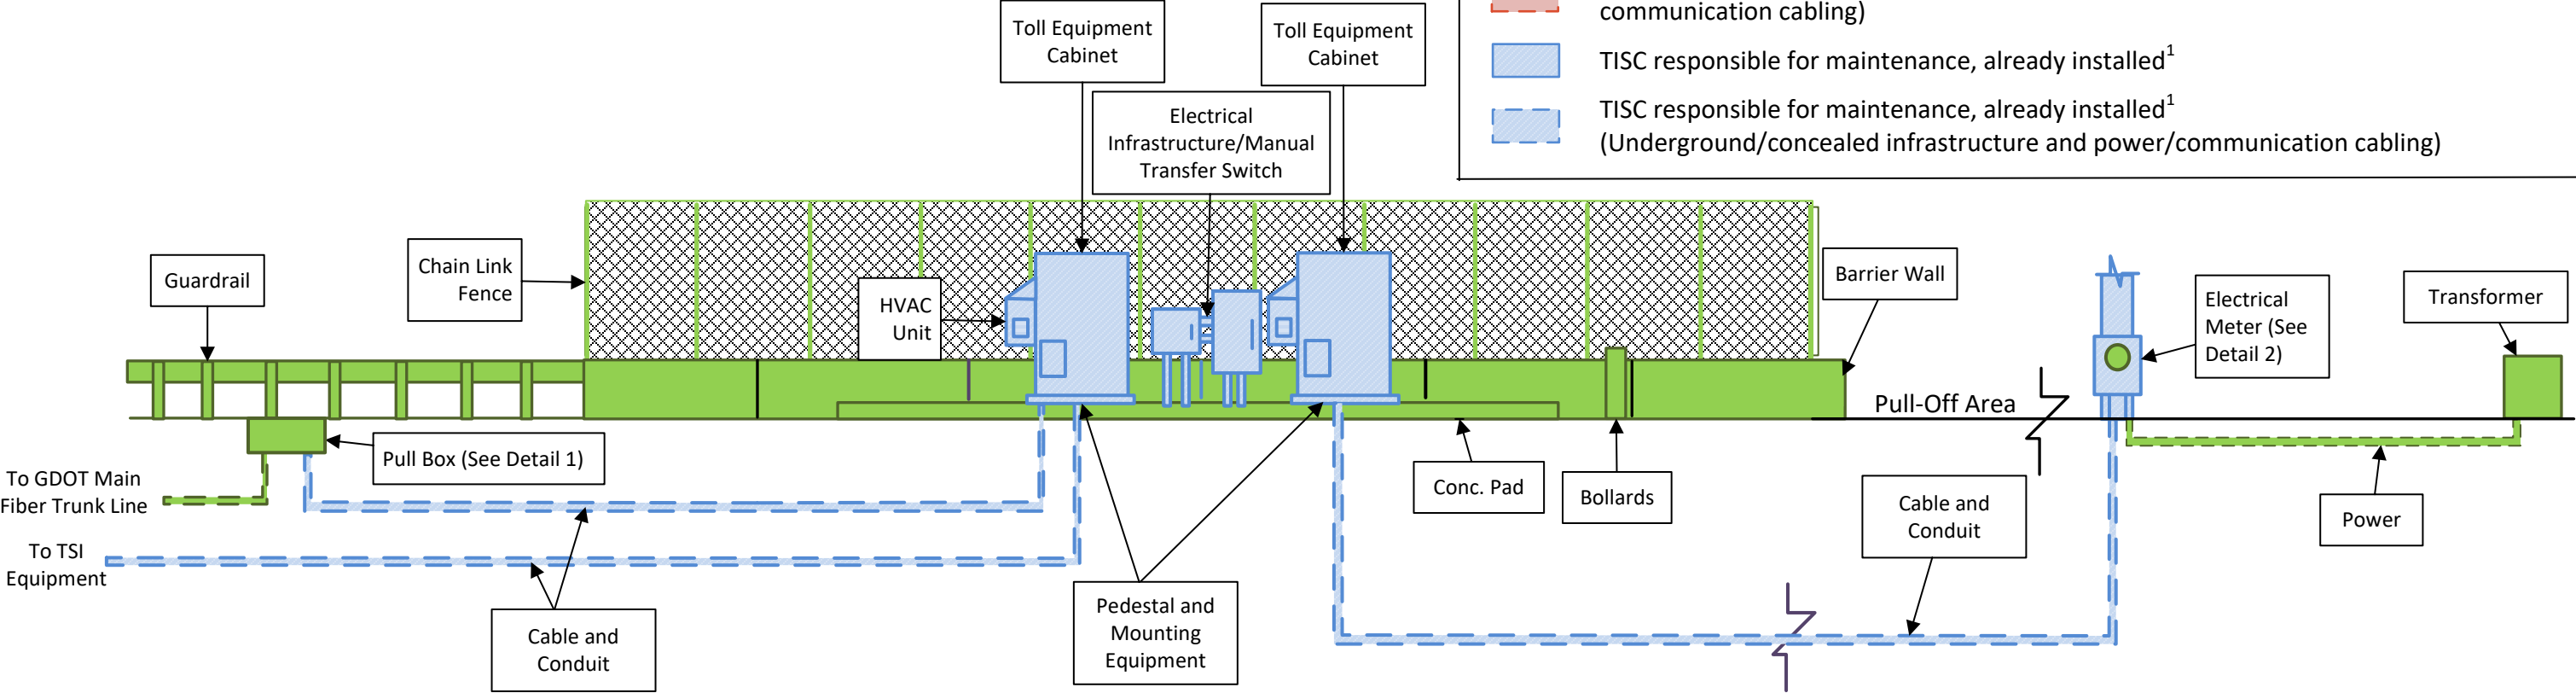 communication cabling)
TISC responsible for maintenance, already installed¹
TISC responsible for maintenance, already installed¹
(Underground/concealed infrastructure and power/communication cabling)
Toll Equipment
Cabinet
Toll Equipment
Cabinet
Electrical
Infrastructure/Manual
Transfer Switch
Guardrail
Chain Link
Fence
HVAC
Unit
Barrier Wall
Electrical
Meter (See
Detail 2)
Transformer
Pull-Off Area
Pull Box (See Detail 1)
To GDOT Main
Fiber Trunk Line
Conc. Pad
Bollards
Cable and
Conduit
Power
To TSI
Equipment
Cable and
Conduit
Pedestal and
Mounting
Equipment